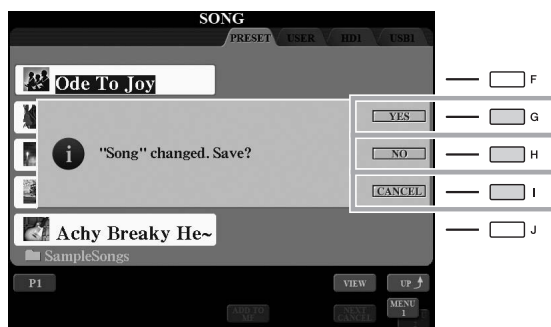 SONG
PRESET USER HD1 USB1
Ode To Joy
F
YES
G
"Song" changed. Save?
NO
H
CANCEL
I
Achy Breaky He~
J
SampleSongs
P1
VIEW
UP
ADD TO
MF
NEXT
CANCEL
MENU
1